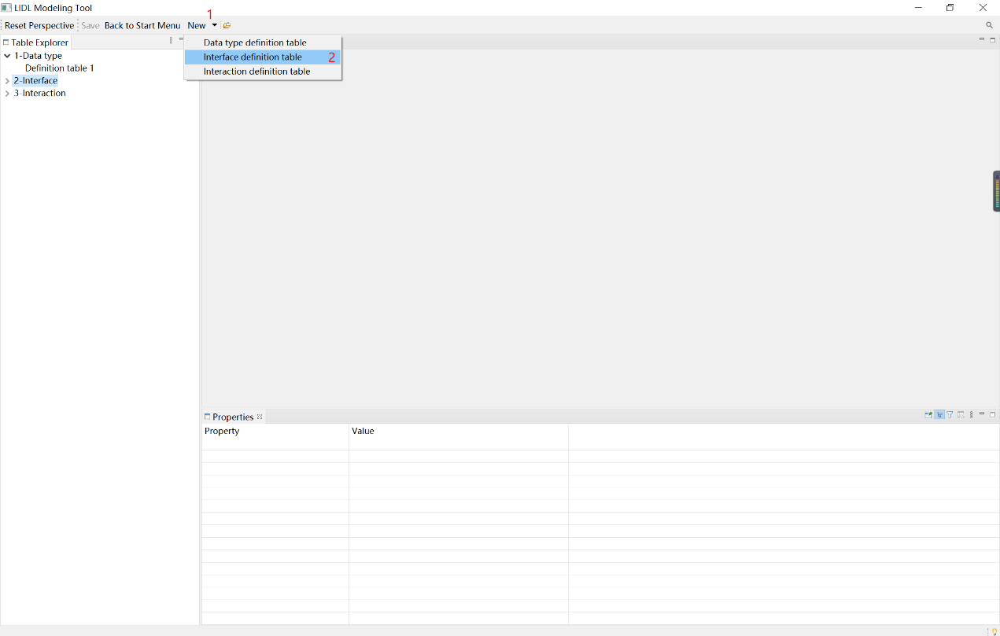 LIDL Modeling Tool
1
Reset Perspective Save Back to Start Menu New
Table Explorer
Data type definition table
1-Data type
Interface definition table 2
Definition table 1
Interaction definition table
2-Interface
3-Interaction
Properties
Property Value